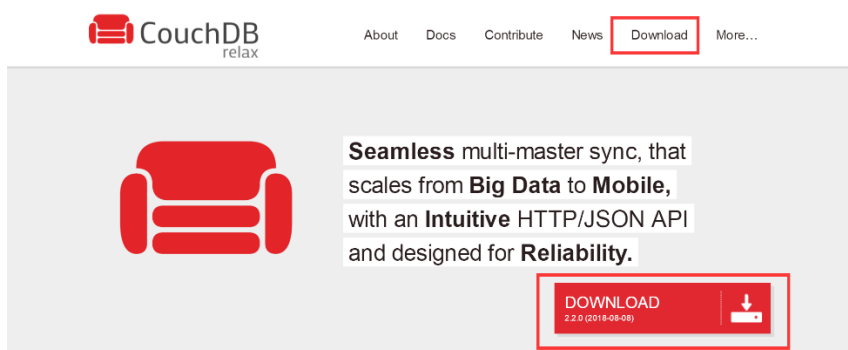 CouchDB
relax
About Docs Contribute News Download More...
Seamless multi-master sync, that
scales from Big Data to Mobile,
with an Intuitive HTTP/JSON API
and designed for Reliability.
DOWNLOAD
2.2.0 (2018-08-08)